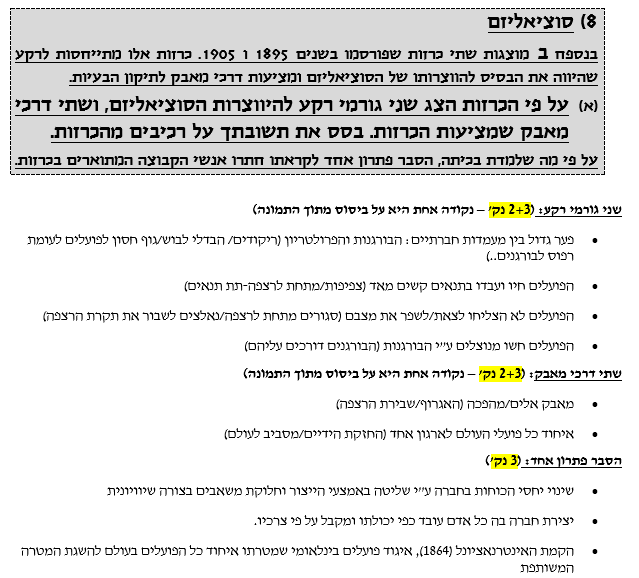 8) סוציאליזם
בנספח ב מוצגות שתי כרזות שפורסמו בשנים 1895 ו 1905. כרזות אלו מתייחסות לרקע
שהיווה את הבסיס להווצרותו של הסוציאליזם ומציעות דרכי מאבק לתיקון הבעיות.
(א) על פי הכרזות הצג שני גורמי רקע להיווצרות הסוציאליזם, ושתי דרכי
מאבק שמציעות הכרזות. בסס את תשובתך על רכיבים מהכרזות.
על פי מה שלמדת בכיתה, הסבר פתרון אחד לקראתו חתרו אנשי הקבוצה המתוארים בכרזות.
שני גורמי רקע: (2+3 נק' – נקודה אחת היא על ביסוס מתוך התמונה)
• פער גדול בין מעמדות חברתיים: הבורגנות והפרולטריון (ריקודים/ הבדלי לבוש/גוף חסון לפועלים לעומת
רפוס לבורגנים..)
• הפועלים חיו ועבדו בתנאים קשים מאד (צפיפות/מתחת לרצפה-תת תנאים)
• הפועלים לא הצליחו לצאת/לשפר את מצבם (סגורים מתחת לרצפה/נאלצים לשבור את תקרת הרצפה)
• הפועלים חשו מנוצלים ע"י הבורגנות (הבורגנים דורכים עליהם)
שתי דרכי מאבק: (2+3 נק' – נקודה אחת היא על ביסוס מתוך התמונה)
• מאבק אלים/מהפכה (האגרוף/שבירת הרצפה)
• איחוד כל פועלי העולם לארגון אחד (החזקת הידיים/מסביב לעולם)
הסבר פתרון אחד: (3 נק')
• שינוי יחסי הכוחות בחברה ע"י שליטה באמצעי הייצור וחלוקת משאבים בצורה שיוויונית
• יצירת חברה בה כל אדם עובד כפי יכולתו ומקבל על פי צרכיו.
• הקמת האינטרנאציונל (1864), איגוד פועלים בינלאומי שמטרתו איחוד כל הפועלים בעולם להשגת המטרה
המשותפת